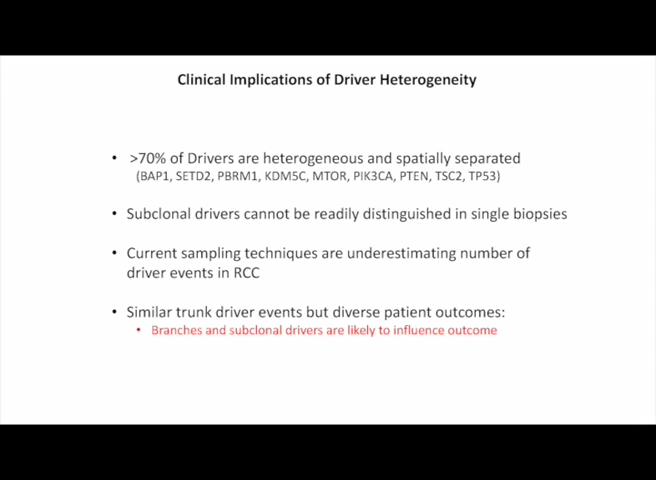 Clinical Implications of Driver Heterogeneity
• >70% of Drivers are heterogeneous and spatially separated
(BAP1, SETD2, PBRM1, KDM5C, MTOR, PIK3CA, PTEN, TSC2, TP53)
• Subclonal drivers cannot be readily distinguished in single biopsies
• Current sampling techniques are underestimating number of
driver events in RCC
• Similar trunk driver events but diverse patient outcomes:
• Branches and subclonal drivers are likely to influence outcome